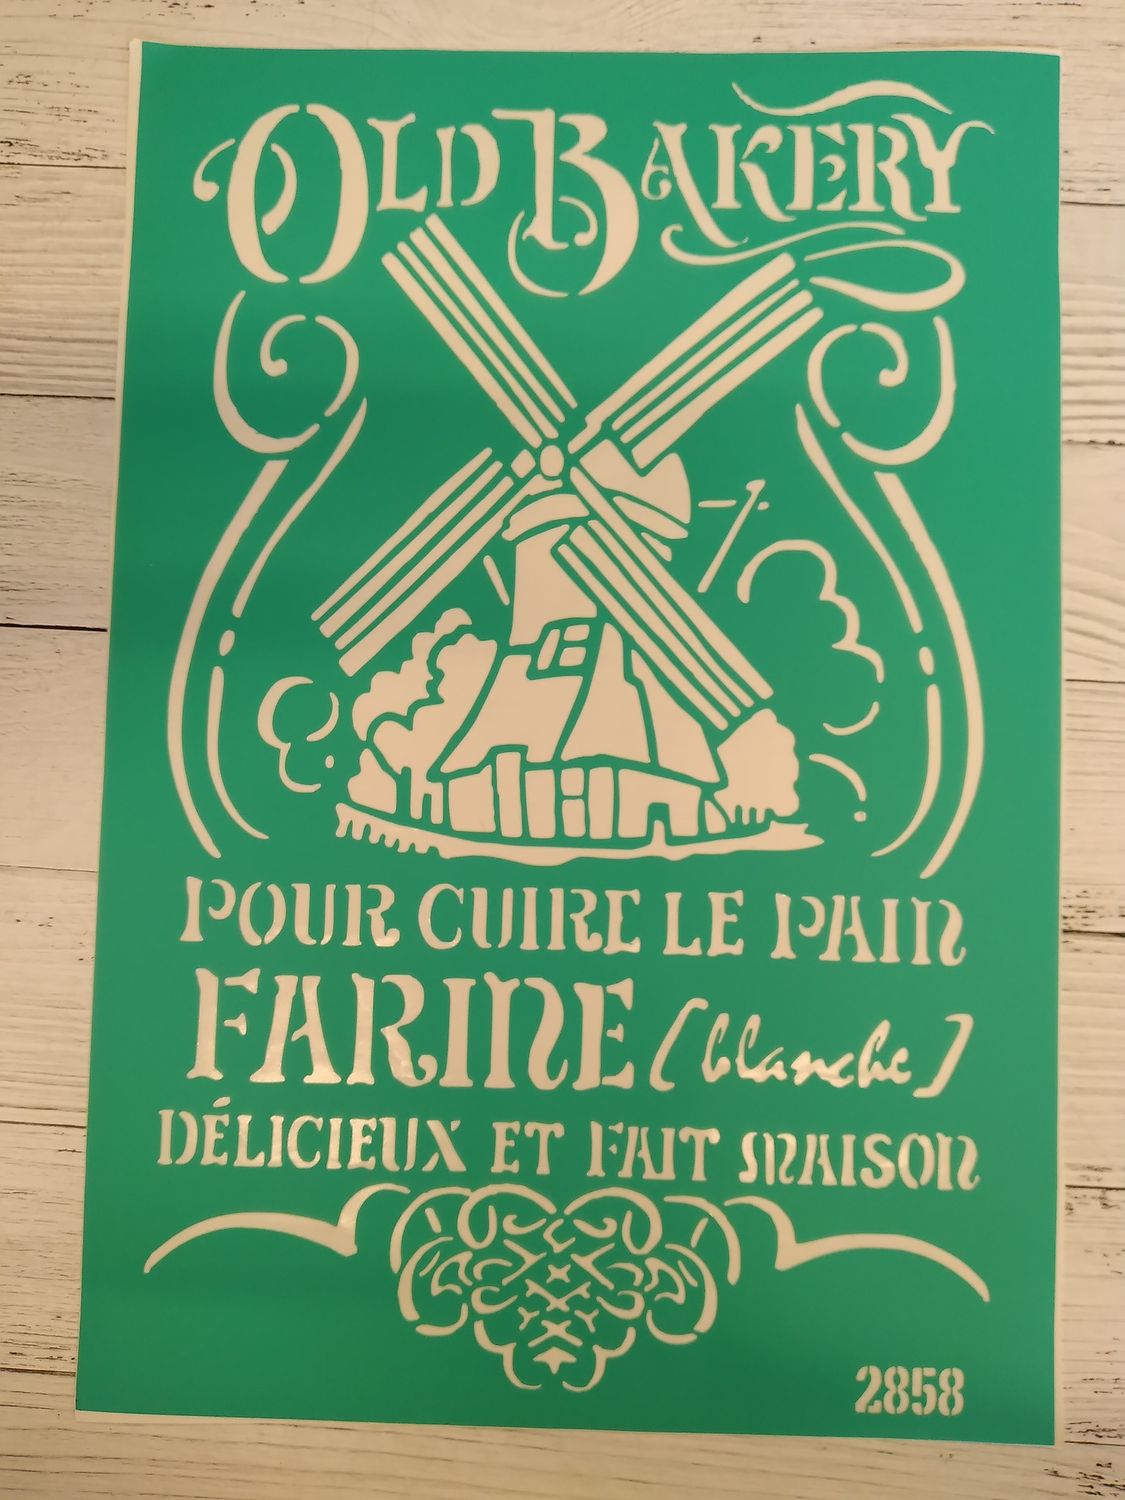 OLD BAKERY
POUR CUIRE LE PAIN
FARINE [blanche]
DÉLICIEUX ET FAIT MAISON
2858